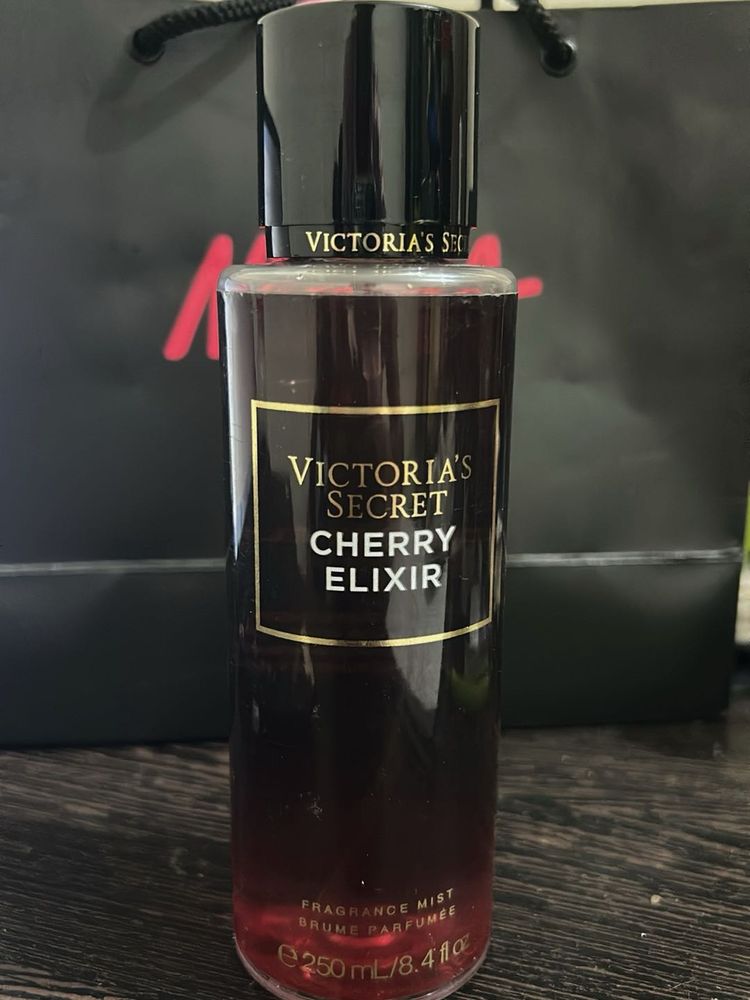 VICTORIA'S SEC
VICTORIA'S
SECRET
CHERRY
ELIXIR
FRAGRANCE MIST
BRUME PARFUMÉE
℮ 250 mL/8.4 fl oz